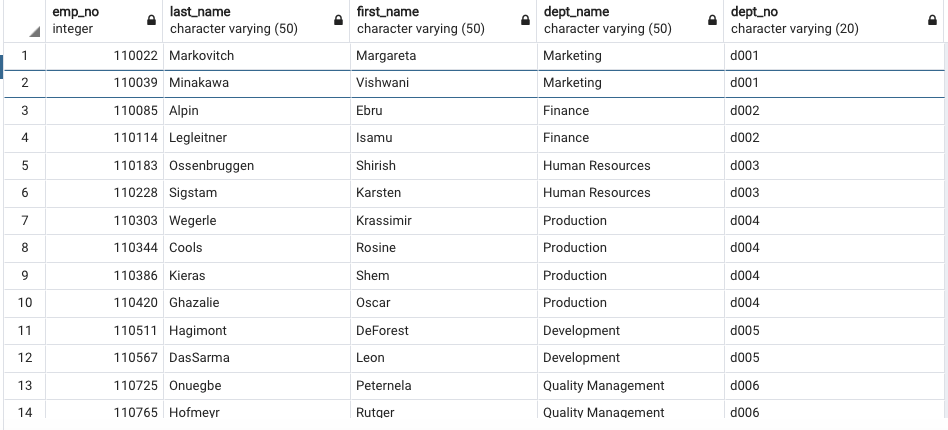 emp_no last_name first_name dept_name dept_no
integer character varying (50) character varying (50) character varying (50) character varying (20)
1 110022 Markovitch Margareta Marketing d001
2 110039 Minakawa Vishwani Marketing d001
3 110085 Alpin Ebru Finance d002
4 110114 Legleitner Isamu Finance d002
5 110183 Ossenbruggen Shirish Human Resources d003
6 110228 Sigstam Karsten Human Resources d003
7 110303 Wegerle Krassimir Production d004
8 110344 Cools Rosine Production d004
9 110386 Kieras Shem Production d004
10 110420 Ghazalie Oscar Production d004
11 110511 Hagimont DeForest Development d005
12 110567 DasSarma Leon Development d005
13 110725 Onuegbe Peternela Quality Management d006
14 110765 Hofmeyr Rutger Quality Management d006